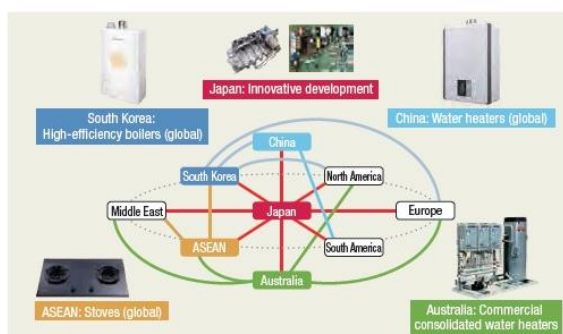 Japan: Innovative development
South Korea:
High-efficiency boilers (global)
China: Water heaters (global)
China
South Korea
North America
Middle East
Japan
Europe
ASEAN
South America
Australia
ASEAN: Stoves (global)
Australia: Commercial
consolidated water heaters